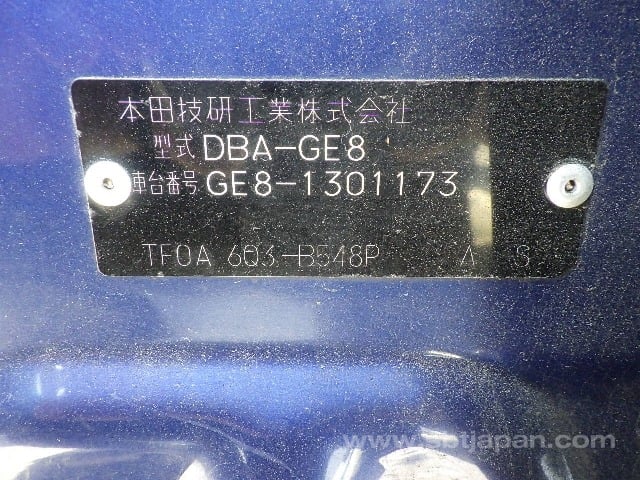 本田技研工業株式会社
型式 DBA-GE8
車台番号 GE8-1301173
TF0A 603-B548P A S
www.sbtjapan.com